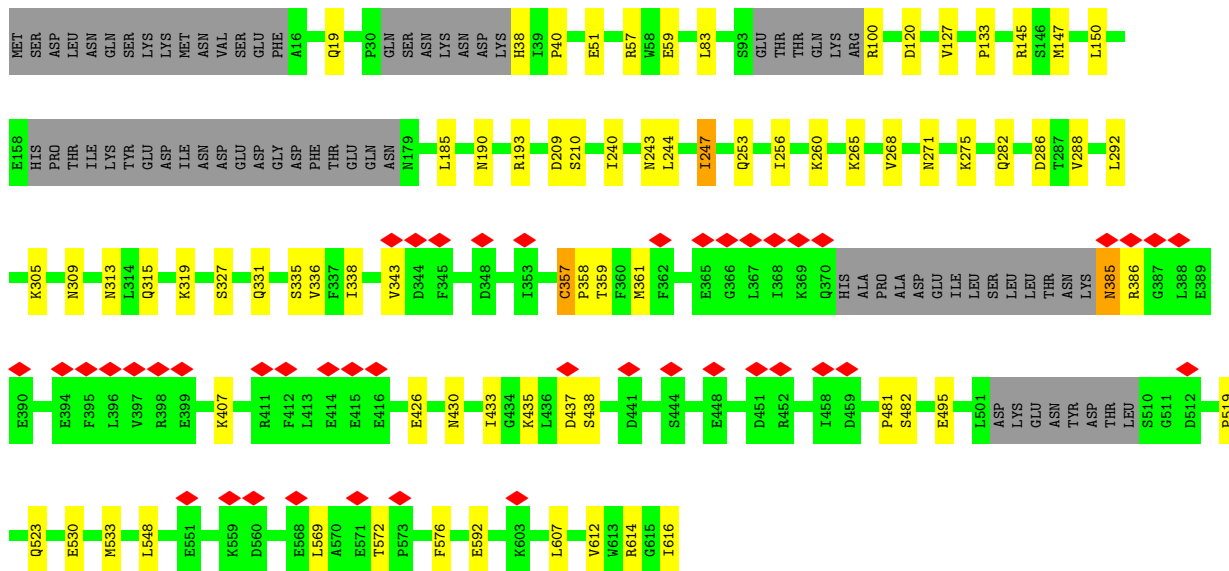 MET SER ASP LEU ASN GLN SER LYS LYS MET ASN VAL SER GLU PHE A16 Q19 P30 GLN SER ASN LYS ASN ASP LYS H38 I39 P40 E51 R57 W58 E59 L83 S93 GLU THR THR GLN LYS ARG R100 D120 V127 P133 R145 S146 M147 L150
E158 HIS PRO THR ILE LYS TYR GLU ASP ILE ASN ASP GLU ASP GLY ASP PHE THR GLU GLN ASN N179 L185 N190 R193 D209 S210 I240 N243 L244 I247 Q253 I256 K260 K265 V268 N271 K275 Q282 D286 T287 V288 L292
K305 N309 N313 L314 Q315 K319 S327 Q331 S335 V336 F337 I338 V343 D344 F345 D348 I353 C357 P358 T359 F360 M361 F362 E365 G366 L367 I368 K369 Q370 HIS ALA PRO ALA ASP GLU ILE LEU SER LEU LEU THR ASN LYS N385 R386 G387 L388 E389
E390 E394 F395 L396 V397 R398 E399 K407 R411 F412 L413 E414 E415 E416 E426 N430 I433 G434 K435 L436 D437 S438 D441 S444 E448 D451 R452 I458 D459 P481 S482 E495 L501 ASP LYS GLU ASN TYR ASP THR LEU S510 G511 D512 P519
Q523 E530 M533 L548 E551 K559 D560 E568 L569 A570 E571 T572 P573 F576 E592 K603 L607 V612 W613 R614 G615 I616